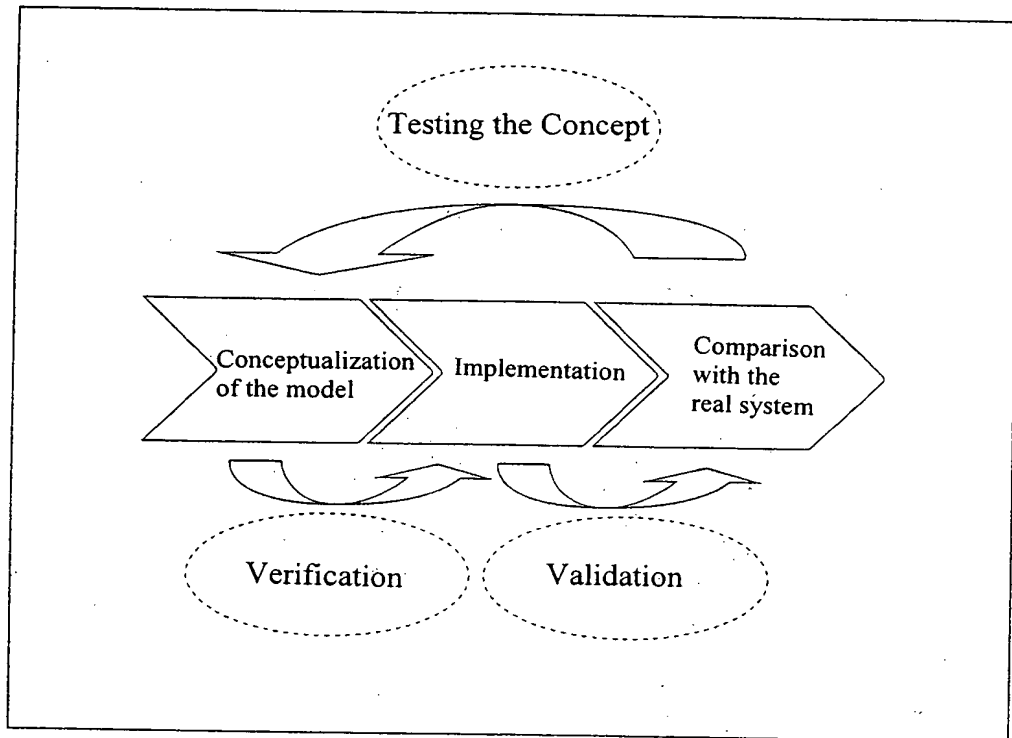 Testing the Concept
Conceptualization
of the model
Implementation
Comparison
with the
real system
Verification
Validation